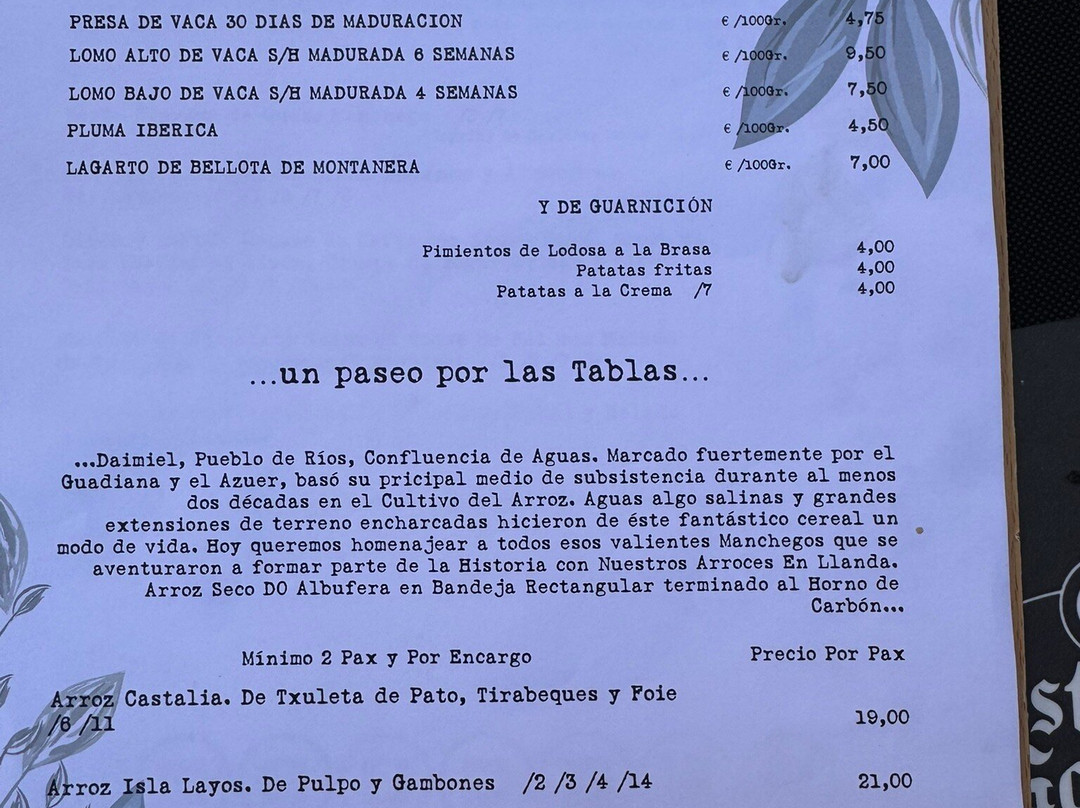 PRESA DE VACA 30 DIAS DE MADURACION € /100Gr. 4,75
LOMO ALTO DE VACA S/H MADURADA 6 SEMANAS € /100Gr. 9,50
LOMO BAJO DE VACA S/H MADURADA 4 SEMANAS € /100Gr. 7,50
PLUMA IBERICA € /100Gr. 4,50
LAGARTO DE BELLOTA DE MONTANERA € /100Gr. 7,00
Y DE GUARNICIÓN
Pimientos de Lodosa a la Brasa 4,00
Patatas fritas 4,00
Patatas a la Crema /7 4,00
...un paseo por las Tablas...
...Daimiel, Pueblo de Ríos, Confluencia de Aguas. Marcado fuertemente por el
Guadiana y el Azuer, basó su pricipal medio de subsistencia durante al menos
dos décadas en el Cultivo del Arroz. Aguas algo salinas y grandes
extensiones de terreno encharcadas hicieron de éste fantástico cereal un
modo de vida. Hoy queremos homenajear a todos esos valientes Manchegos que se
aventuraron a formar parte de la Historia con Nuestros Arroces En Llanda.
Arroz Seco DO Albufera en Bandeja Rectangular terminado al Horno de
Carbón...
Mínimo 2 Pax y Por Encargo Precio Por Pax
Arroz Castalia. De Txuleta de Pato, Tirabeques y Foie
/6 /11 19,00
Arroz Isla Layos. De Pulpo y Gambones /2 /3 /4 /14 21,00